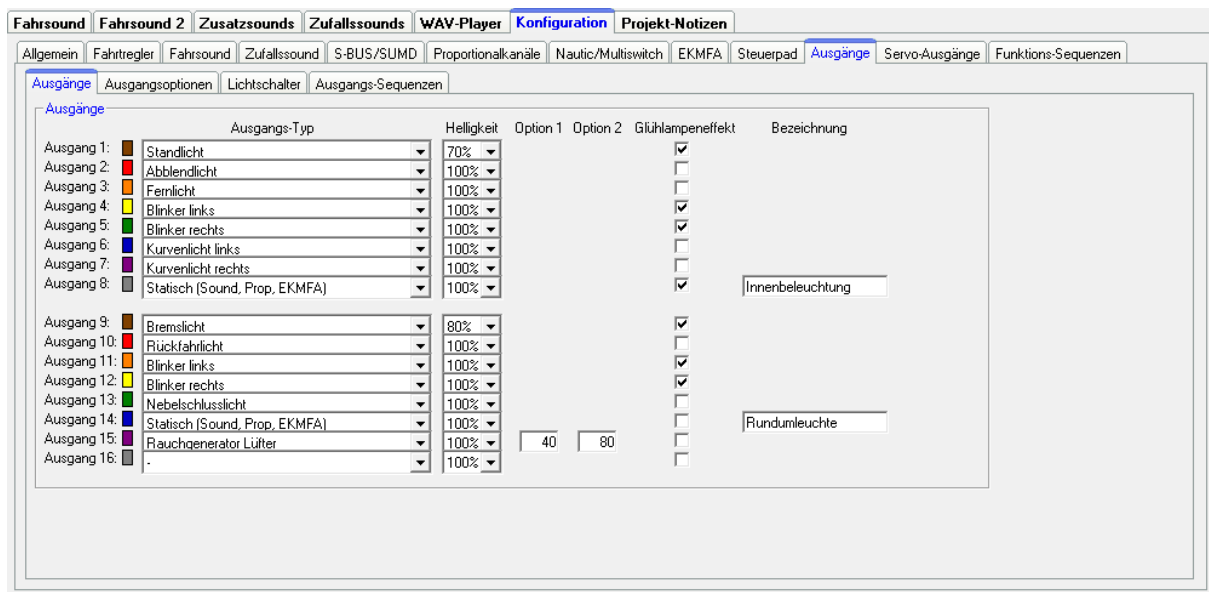 Fahrsound Fahrsound 2 Zusatzsounds Zufallssounds WAV-Player Konfiguration Projekt-Notizen
Allgemein Fahrtregler Fahrsound Zufallssound S-BUS/SUMD Proportionalkanäle Nautic/Multiswitch EKMFA Steuerpad Ausgänge Servo-Ausgänge Funktions-Sequenzen
Ausgänge Ausgangsoptionen Lichtschalter Ausgangs-Sequenzen
Ausgänge
Ausgangs-Typ Helligkeit Option 1 Option 2 Glühlampeneffekt Bezeichnung
Ausgang 1: Standlicht 70%
Ausgang 2: Abblendlicht 100%
Ausgang 3: Fernlicht 100%
Ausgang 4: Blinker links 100%
Ausgang 5: Blinker rechts 100%
Ausgang 6: Kurvenlicht links 100%
Ausgang 7: Kurvenlicht rechts 100%
Ausgang 8: Statisch (Sound, Prop, EKMFA) 100% Innenbeleuchtung
Ausgang 9: Bremslicht 80%
Ausgang 10: Rückfahrlicht 100%
Ausgang 11: Blinker links 100%
Ausgang 12: Blinker rechts 100%
Ausgang 13: Nebelschlusslicht 100%
Ausgang 14: Statisch (Sound, Prop, EKMFA) 100% Rundumleuchte
Ausgang 15: Rauchgenerator Lüfter 100% 40 80
Ausgang 16: - 100%